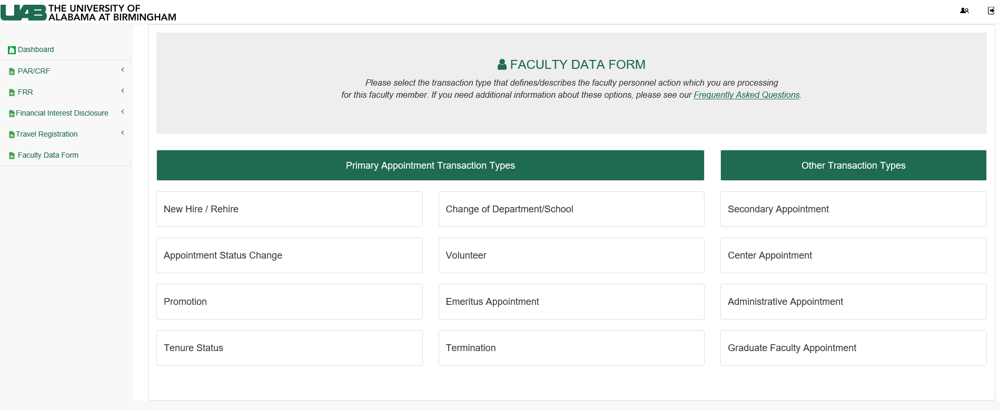 UAB THE UNIVERSITY OF
ALABAMA AT BIRMINGHAM
Dashboard
PAR/CRF
FRR
Financial Interest Disclosure
Travel Registration
Faculty Data Form
FACULTY DATA FORM
Please select the transaction type that defines/describes the faculty personnel action which you are processing
for this faculty member. If you need additional information about these options, please see our Frequently Asked Questions.
Primary Appointment Transaction Types
Other Transaction Types
New Hire / Rehire
Change of Department/School
Secondary Appointment
Appointment Status Change
Volunteer
Center Appointment
Promotion
Emeritus Appointment
Administrative Appointment
Tenure Status
Termination
Graduate Faculty Appointment